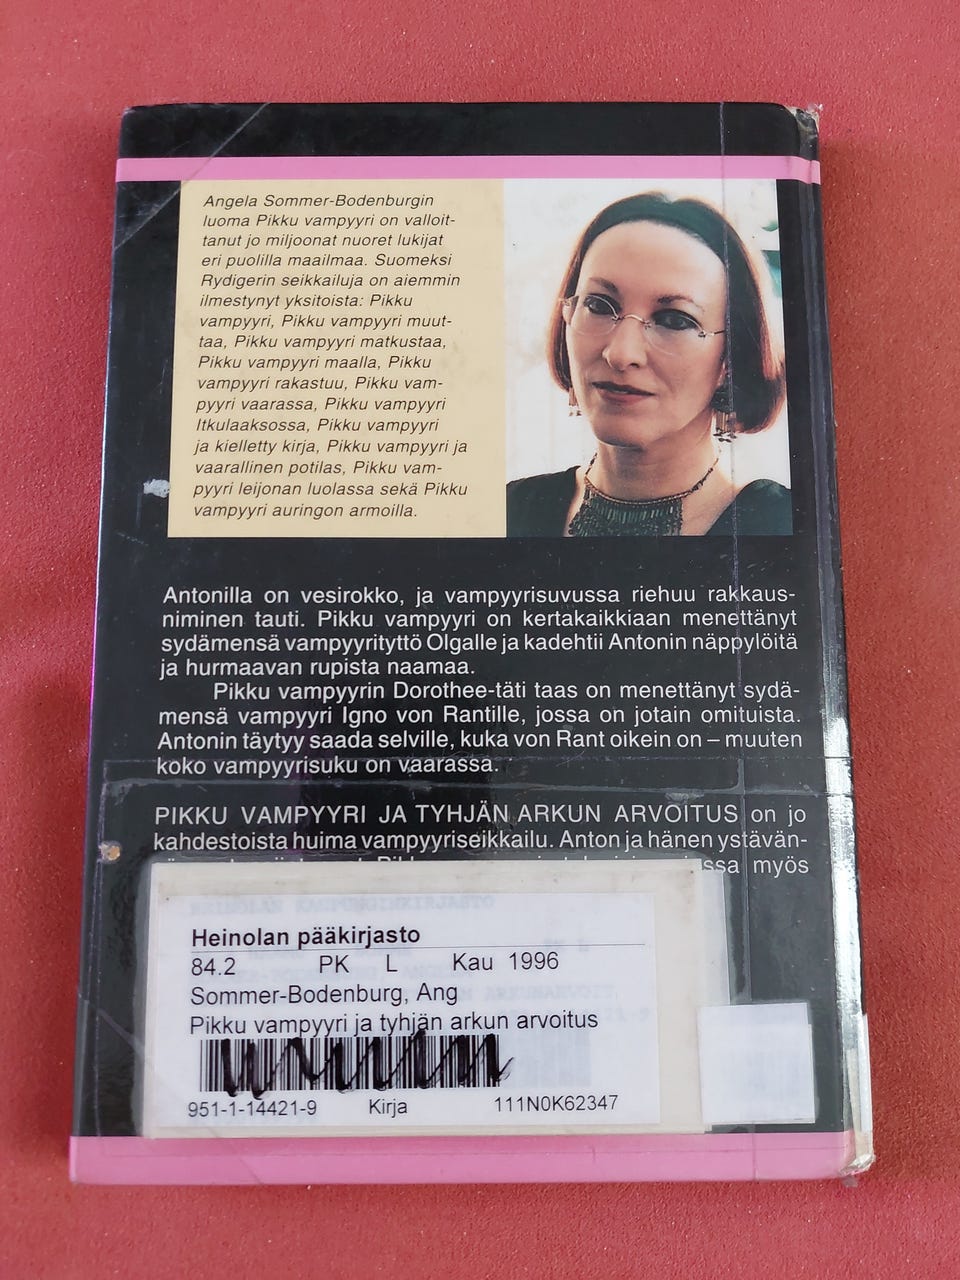 Angela Sommer-Bodenburgin
luoma Pikku vampyyri on valloit-
tanut jo miljoonat nuoret lukijat
eri puolilla maailmaa. Suomeksi
Rydigerin seikkailuja on aiemmin
ilmestynyt yksitoista: Pikku
vampyyri, Pikku vampyyri muut-
taa, Pikku vampyyri matkustaa,
Pikku vampyyri maalla, Pikku
vampyyri rakastuu, Pikku vam-
pyyri vaarassa, Pikku vampyyri
Itkulaaksossa, Pikku vampyyri
ja kielletty kirja, Pikku vampyyri ja
vaarallinen potilas, Pikku vam-
pyyri leijonan luolassa sekä Pikku
vampyyri auringon armoilla.
Antonilla on vesirokko, ja vampyyrisuvussa riehuu rakkaus-
niminen tauti. Pikku vampyyri on kertakaikkiaan menettänyt
sydämensä vampyyrityttö Olgalle ja kadehtii Antonin näppylöitä
ja hurmaavan rupista naamaa.
Pikku vampyyrin Dorothee-täti taas on menettänyt sydä-
mensä vampyyri Igno von Rantille, jossa on jotain omituista.
Antonin täytyy saada selville, kuka von Rant oikein on – muuten
koko vampyyrisuku on vaarassa.
PIKKU VAMPYYRI JA TYHJÄN ARKUN ARVOITUS on jo
kahdestoista huima vampyyriseikkailu. Anton ja hänen ystävän-
myös
HEINOLAN KAUPUNGINKIRJASTO
Heinolan pääkirjasto
84.2 PK L Kau 1996
Sommer-Bodenburg, Ang
Pikku vampyyri ja tyhjän arkun arvoitus
951-1-14421-9 Kirja 111N0K62347